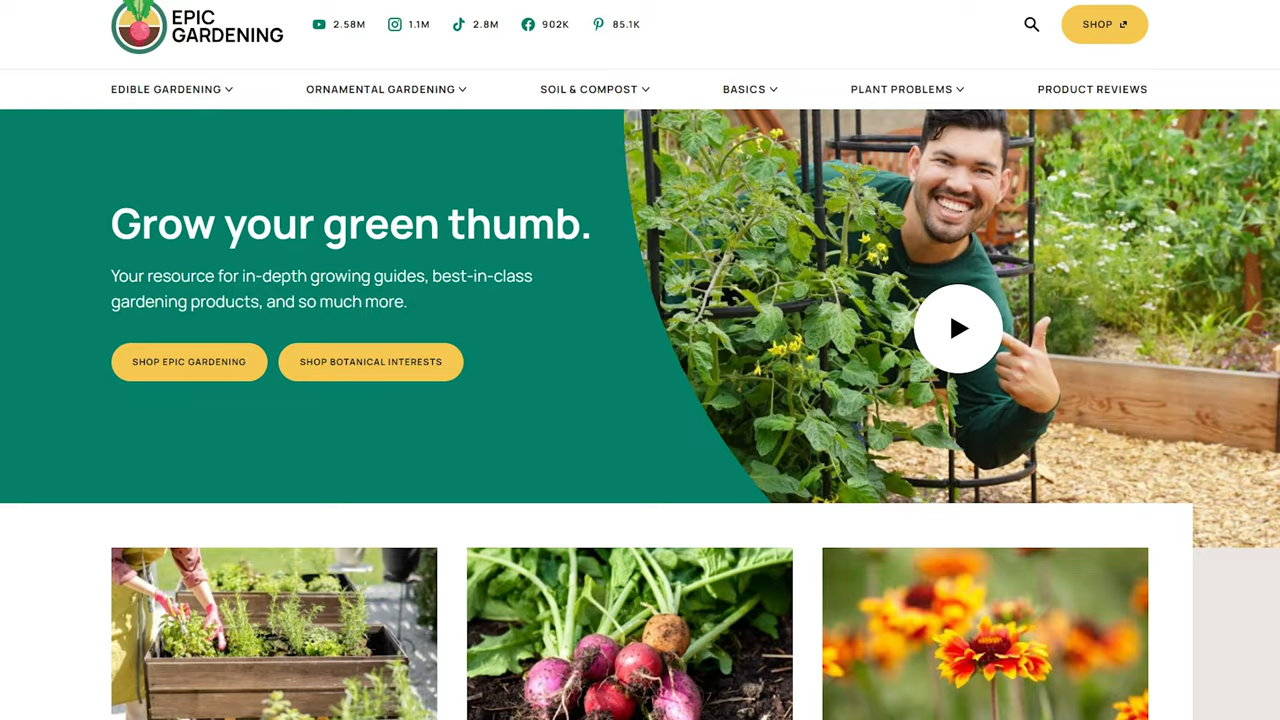 EPIC
GARDENING
2.58M
1.1M
2.8M
902K
85.1K
SHOP
EDIBLE GARDENING
ORNAMENTAL GARDENING
SOIL & COMPOST
BASICS
PLANT PROBLEMS
PRODUCT REVIEWS
Grow your green thumb.
Your resource for in-depth growing guides, best-in-class
gardening products, and so much more.
SHOP EPIC GARDENING
SHOP BOTANICAL INTERESTS